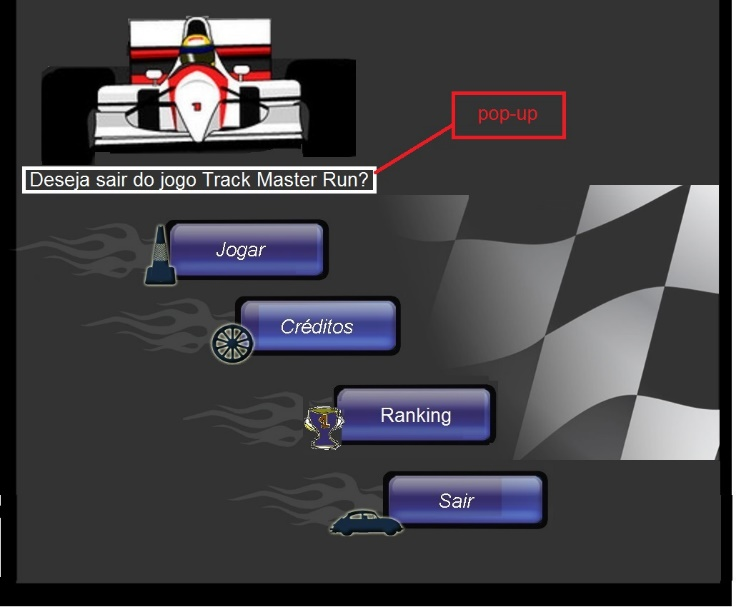 pop-up
Deseja sair do jogo Track Master Run?
Jogar
Créditos
Ranking
Sair